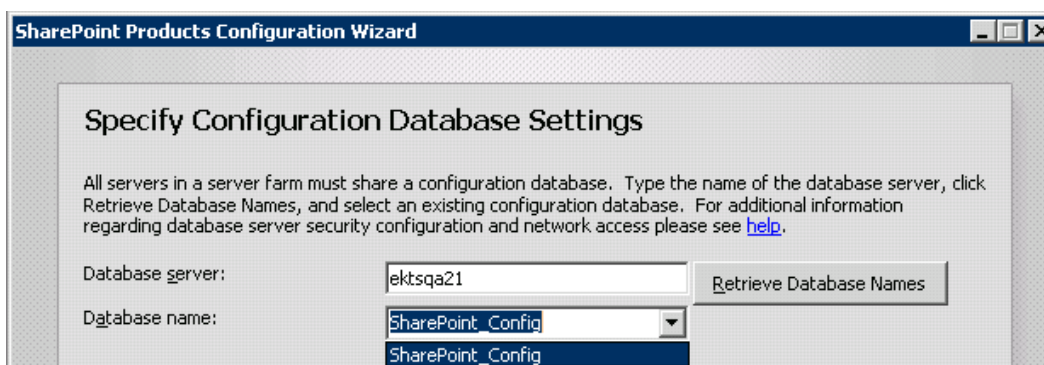 SharePoint Products Configuration Wizard
Specify Configuration Database Settings
All servers in a server farm must share a configuration database. Type the name of the database server, click
Retrieve Database Names, and select an existing configuration database. For additional information
regarding database server security configuration and network access please see help.
Database server:
ektsqa21
Retrieve Database Names
Database name:
SharePoint_Config
SharePoint_Config